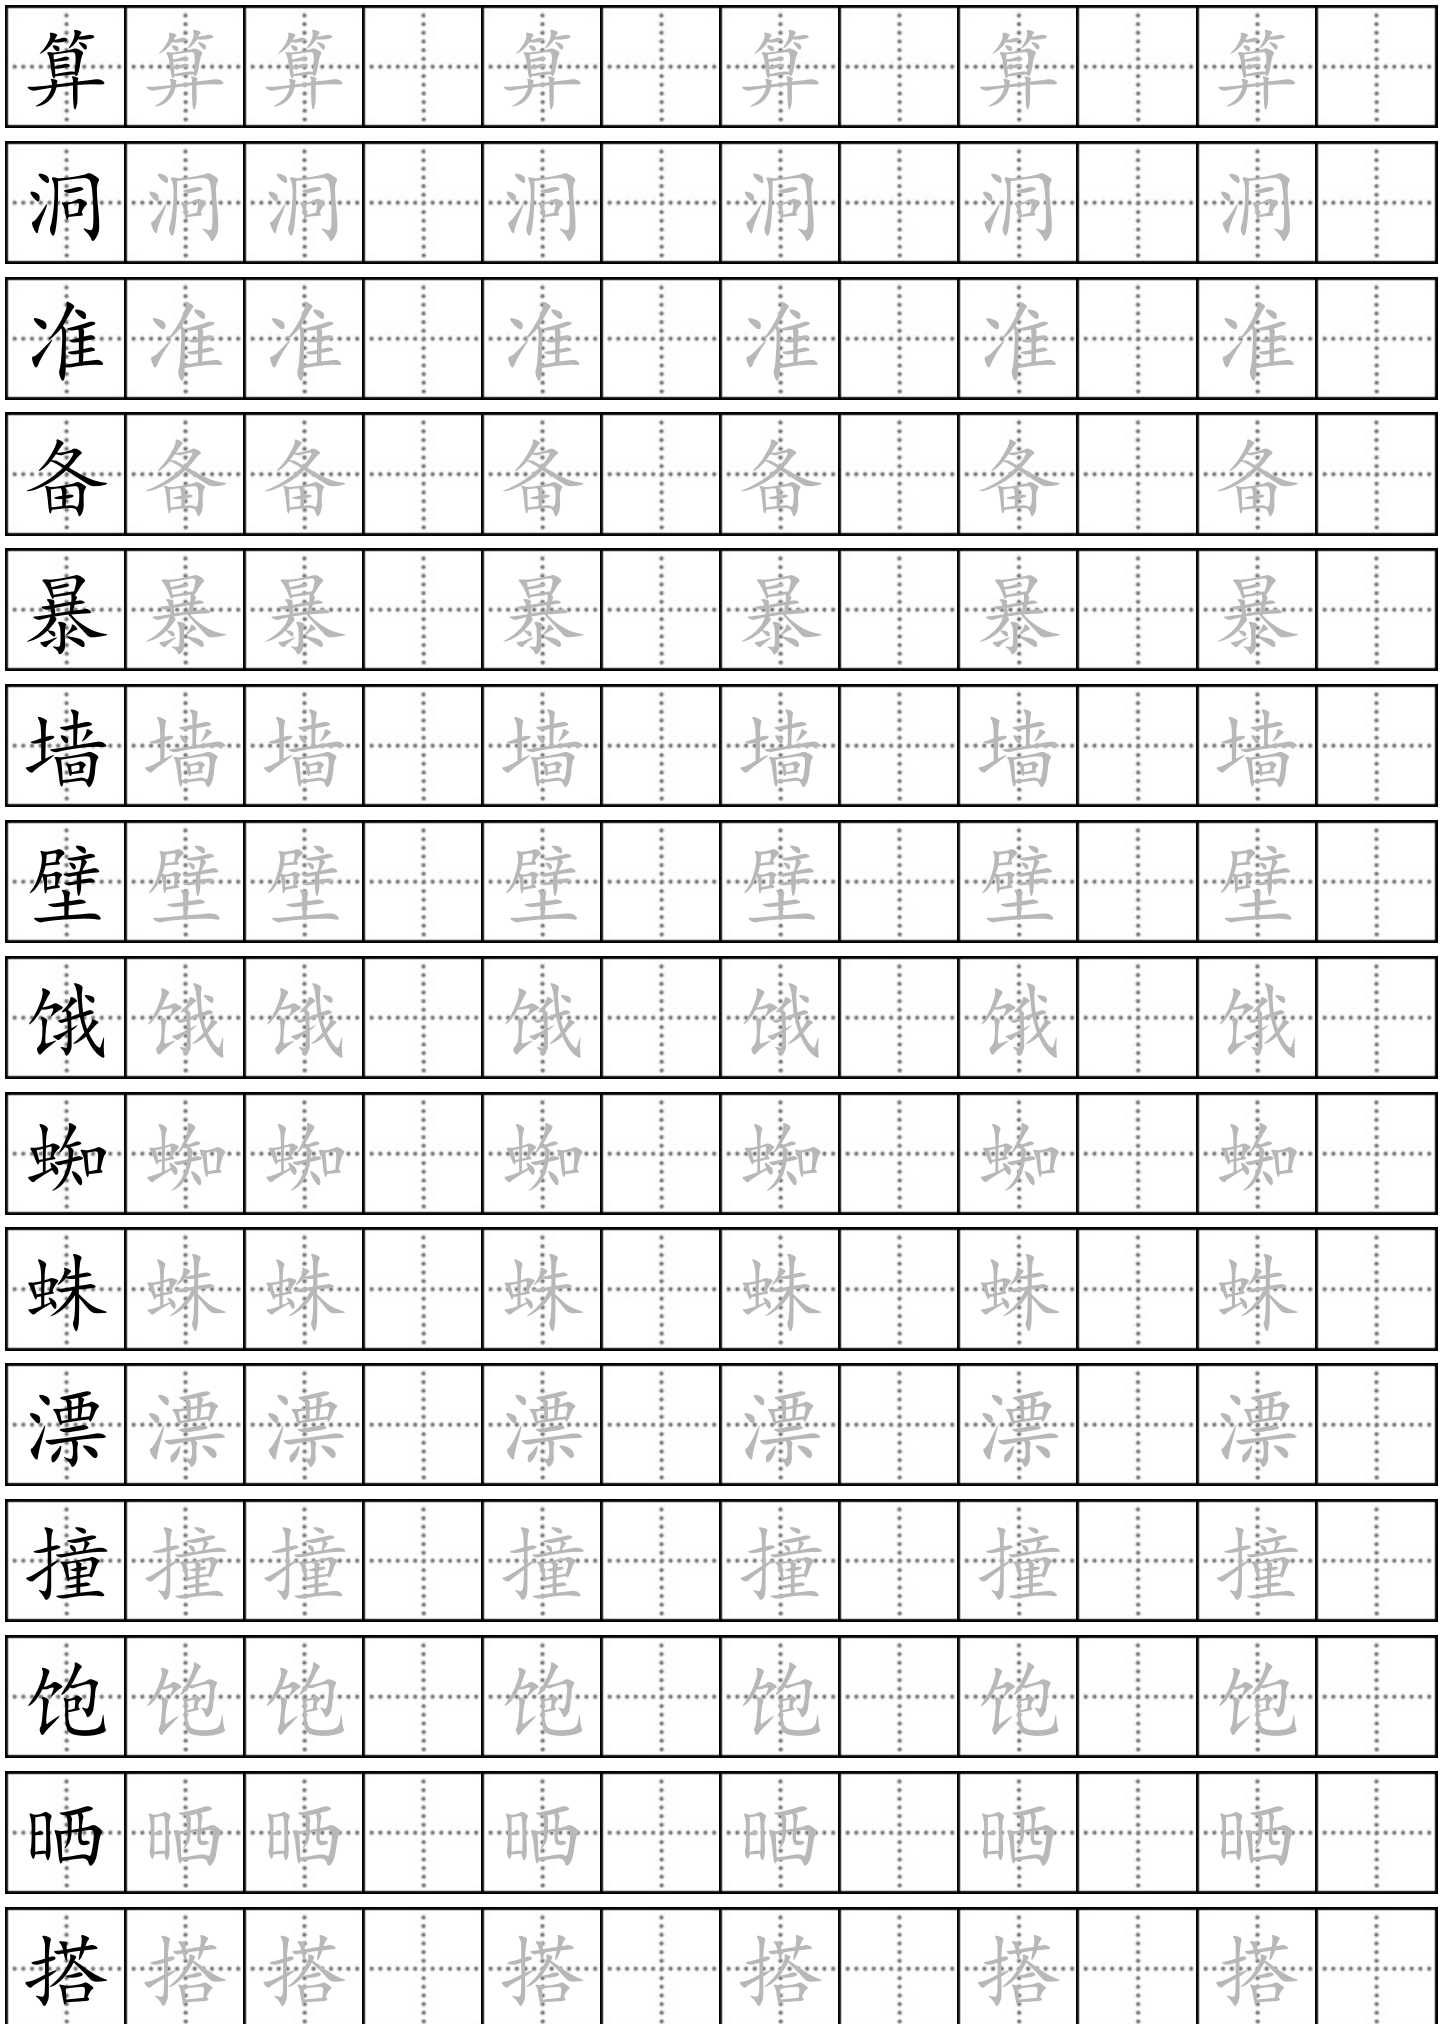 算 算 算 算 算 算 算
洞 洞 洞 洞 洞 洞 洞
准 准 准 准 准 准 准
备 备 备 备 备 备 备
暴 暴 暴 暴 暴 暴 暴
墙 墙 墙 墙 墙 墙 墙
壁 壁 壁 壁 壁 壁 壁
饿 饿 饿 饿 饿 饿 饿
蜘 蜘 蜘 蜘 蜘 蜘 蜘
蛛 蛛 蛛 蛛 蛛 蛛 蛛
漂 漂 漂 漂 漂 漂 漂
撞 撞 撞 撞 撞 撞 撞
饱 饱 饱 饱 饱 饱 饱
晒 晒 晒 晒 晒 晒 晒
搭 搭 搭 搭 搭 搭 搭